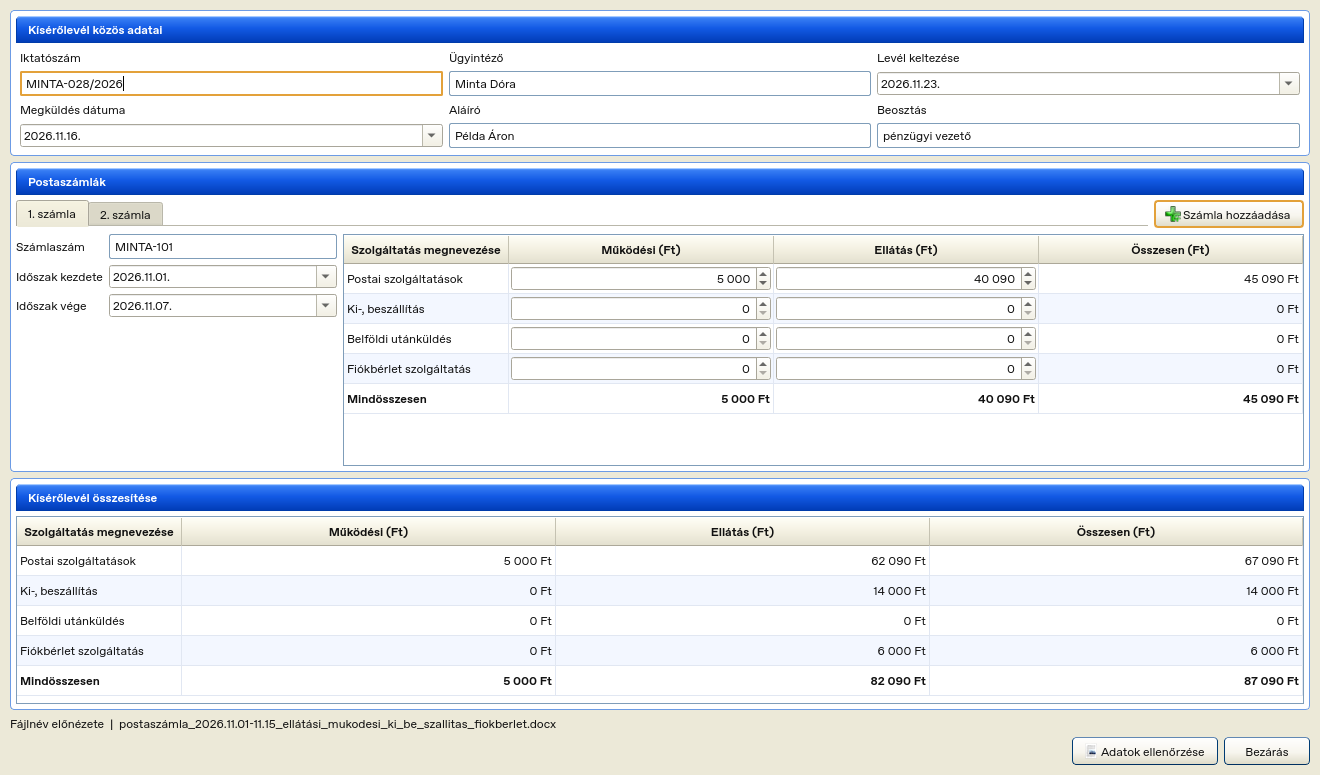 Kísérőlevél közös adatai
Iktatószám Ügyintéző Levél keltezése
MINTA-028/2026 Minta Dóra 2026.11.23.
Megküldés dátuma Aláíró Beosztás
2026.11.16. Példa Áron pénzügyi vezető
Postaszámlák
1. számla 2. számla Számla hozzáadása
Számlaszám MINTA-101
Időszak kezdete 2026.11.01.
Időszak vége 2026.11.07.
Szolgáltatás megnevezése Működési (Ft) Ellátás (Ft) Összesen (Ft)
Postai szolgáltatások 5 000 40 090 45 090 Ft
Ki-, beszállítás 0 0 0 Ft
Belföldi utánküldés 0 0 0 Ft
Fiókbérlet szolgáltatás 0 0 0 Ft
Mindösszesen 5 000 Ft 40 090 Ft 45 090 Ft
Kísérőlevél összesítése
Szolgáltatás megnevezése Működési (Ft) Ellátás (Ft) Összesen (Ft)
Postai szolgáltatások 5 000 Ft 62 090 Ft 67 090 Ft
Ki-, beszállítás 0 Ft 14 000 Ft 14 000 Ft
Belföldi utánküldés 0 Ft 0 Ft 0 Ft
Fiókbérlet szolgáltatás 0 Ft 6 000 Ft 6 000 Ft
Mindösszesen 5 000 Ft 82 090 Ft 87 090 Ft
Fájlnév előnézete | postaszámla_2026.11.01-11.15_ellátási_mukodesi_ki_be_szallitas_fiokberlet.docx
Adatok ellenőrzése Bezárás